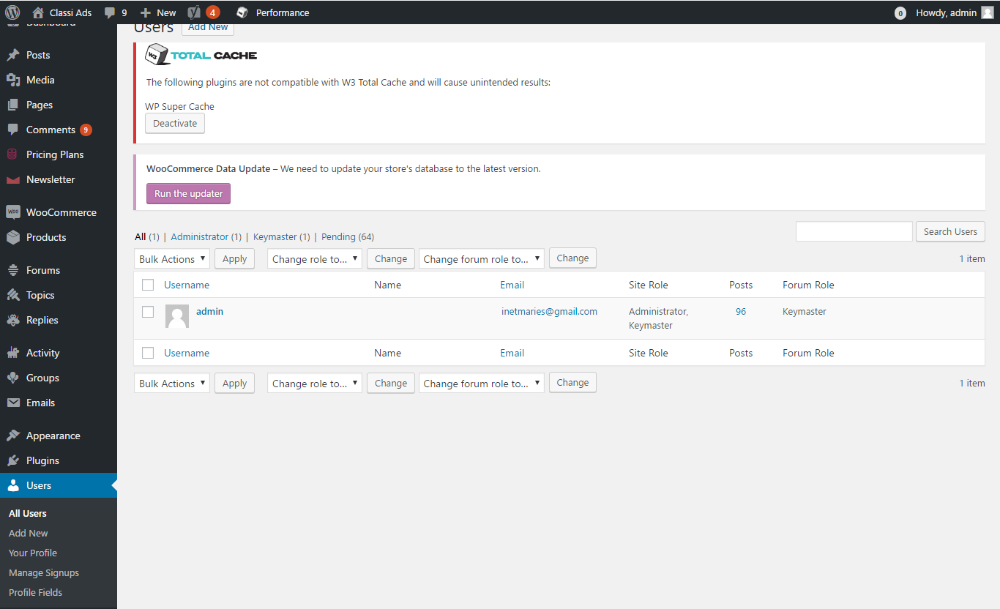 Classi Ads 9 New 4 Performance 0 Howdy, admin
Dashboard
Posts
Media
Pages
Comments 9
Pricing Plans
Newsletter
WooCommerce
Products
Forums
Topics
Replies
Activity
Groups
Emails
Appearance
Plugins
Users
All Users
Add New
Your Profile
Manage Signups
Profile Fields
Users Add New
W3 TOTAL CACHE
The following plugins are not compatible with W3 Total Cache and will cause unintended results:
WP Super Cache
Deactivate
WooCommerce Data Update – We need to update your store's database to the latest version.
Run the updater
All (1) | Administrator (1) | Keymaster (1) | Pending (64)
Search Users
Bulk Actions Apply Change role to... Change Change forum role to... Change 1 item
Username Name Email Site Role Posts Forum Role
admin inetmaries@gmail.com Administrator, 96 Keymaster
Keymaster
Username Name Email Site Role Posts Forum Role
Bulk Actions Apply Change role to... Change Change forum role to... Change 1 item